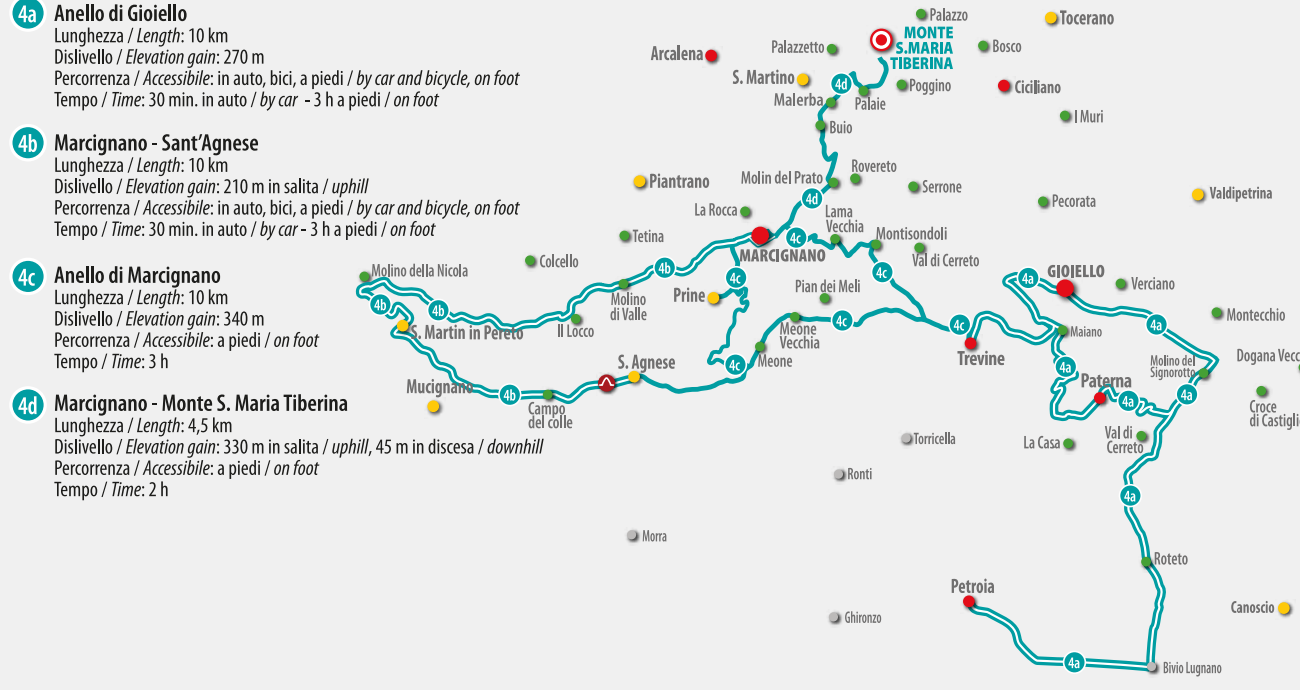 4a Anello di Gioiello
Lunghezza / Length: 10 km
Dislivello / Elevation gain: 270 m
Percorrenza / Accessibile: in auto, bici, a piedi / by car and bicycle, on foot
Tempo / Time: 30 min. in auto / by car - 3 h a piedi / on foot
4b Marcignano - Sant'Agnese
Lunghezza / Length: 10 km
Dislivello / Elevation gain: 210 m in salita / uphill
Percorrenza / Accessibile: in auto, bici, a piedi / by car and bicycle, on foot
Tempo / Time: 30 min. in auto / by car - 3 h a piedi / on foot
4c Anello di Marcignano
Lunghezza / Length: 10 km
Dislivello / Elevation gain: 340 m
Percorrenza / Accessibile: a piedi / on foot
Tempo / Time: 3 h
4d Marcignano - Monte S. Maria Tiberina
Lunghezza / Length: 4,5 km
Dislivello / Elevation gain: 330 m in salita / uphill, 45 m in discesa / downhill
Percorrenza / Accessibile: a piedi / on foot
Tempo / Time: 2 h
Palazzo
Tocerano
MONTE
S.MARIA
TIBERINA
Arcalena
Palazzetto
Bosco
S. Martino
4d
Poggino
Ciciliano
Malerba
Palaie
I Muri
Buio
Rovereto
Piantrano
Molin del Prato
Serrone
Valdipetrina
4d
Pecorata
La Rocca
Lama
Vecchia
Tetina
4c
Montisondoli
MARCIGNANO
Val di Cereto
Colcello
4b
Molino della Nicola
4c
4c
4a
GIOIELLO
Verciano
Prine
Pian dei Meli
Molino
di Valle
4b
4b
Montecchio
S. Martin in Pereto
Il Locco
Meone
Vecchia
4c
4c
4a
Maiano
Trevine
S. Agnese
4c
Meone
4a
Molino del
Signorotto
Dogana Vecc
Mucignano
4b
Paterna
4a
4a
Campo
del colle
Croce
di Castigli
Torricella
La Casa
Val di
Cerreto
Ronti
4a
Morra
Roteto
Petroia
Canoscio
Ghironzo
4a
Bivio Lugnano